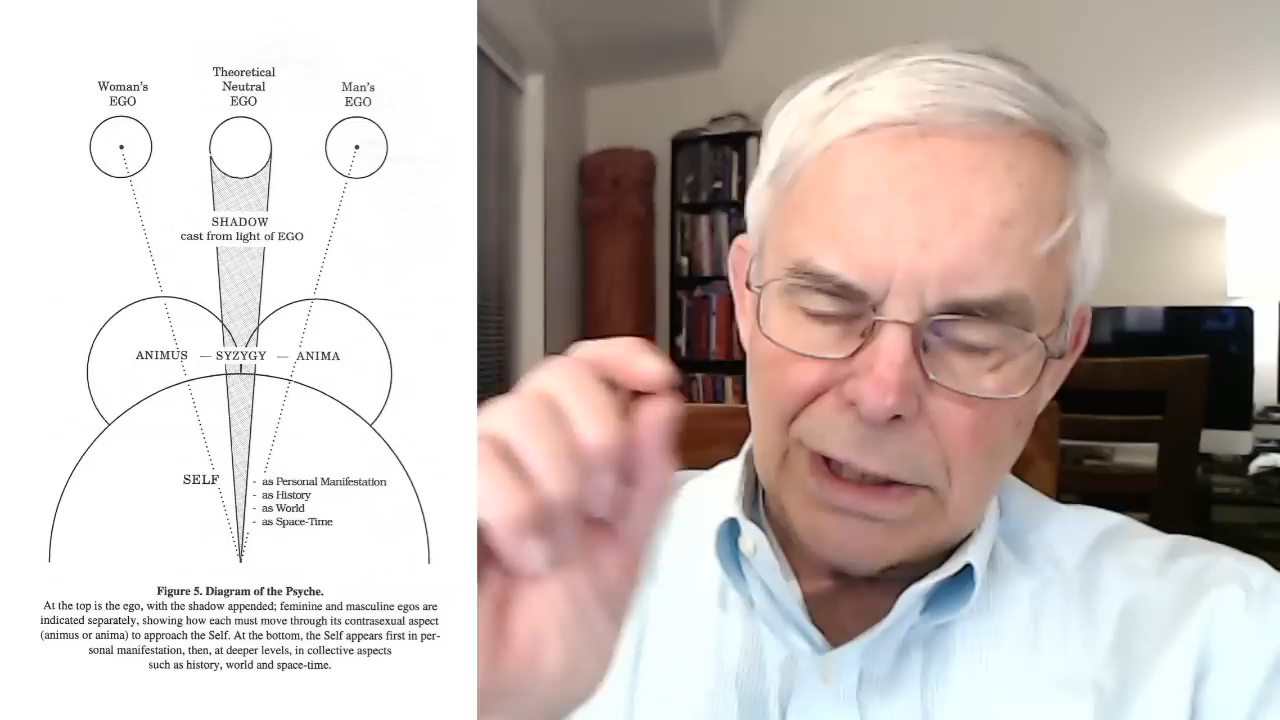 Woman's
EGO
Theoretical
Neutral
EGO
Man's
EGO
SHADOW
cast from light of EGO
ANIMUS — SYZYGY — ANIMA
SELF
- as Personal Manifestation
- as History
- as World
- as Space-Time
Figure 5. Diagram of the Psyche.
At the top is the ego, with the shadow appended; feminine and masculine egos are
indicated separately, showing how each must move through its contrasexual aspect
(animus or anima) to approach the Self. At the bottom, the Self appears first in per-
sonal manifestation, then, at deeper levels, in collective aspects
such as history, world and space-time.